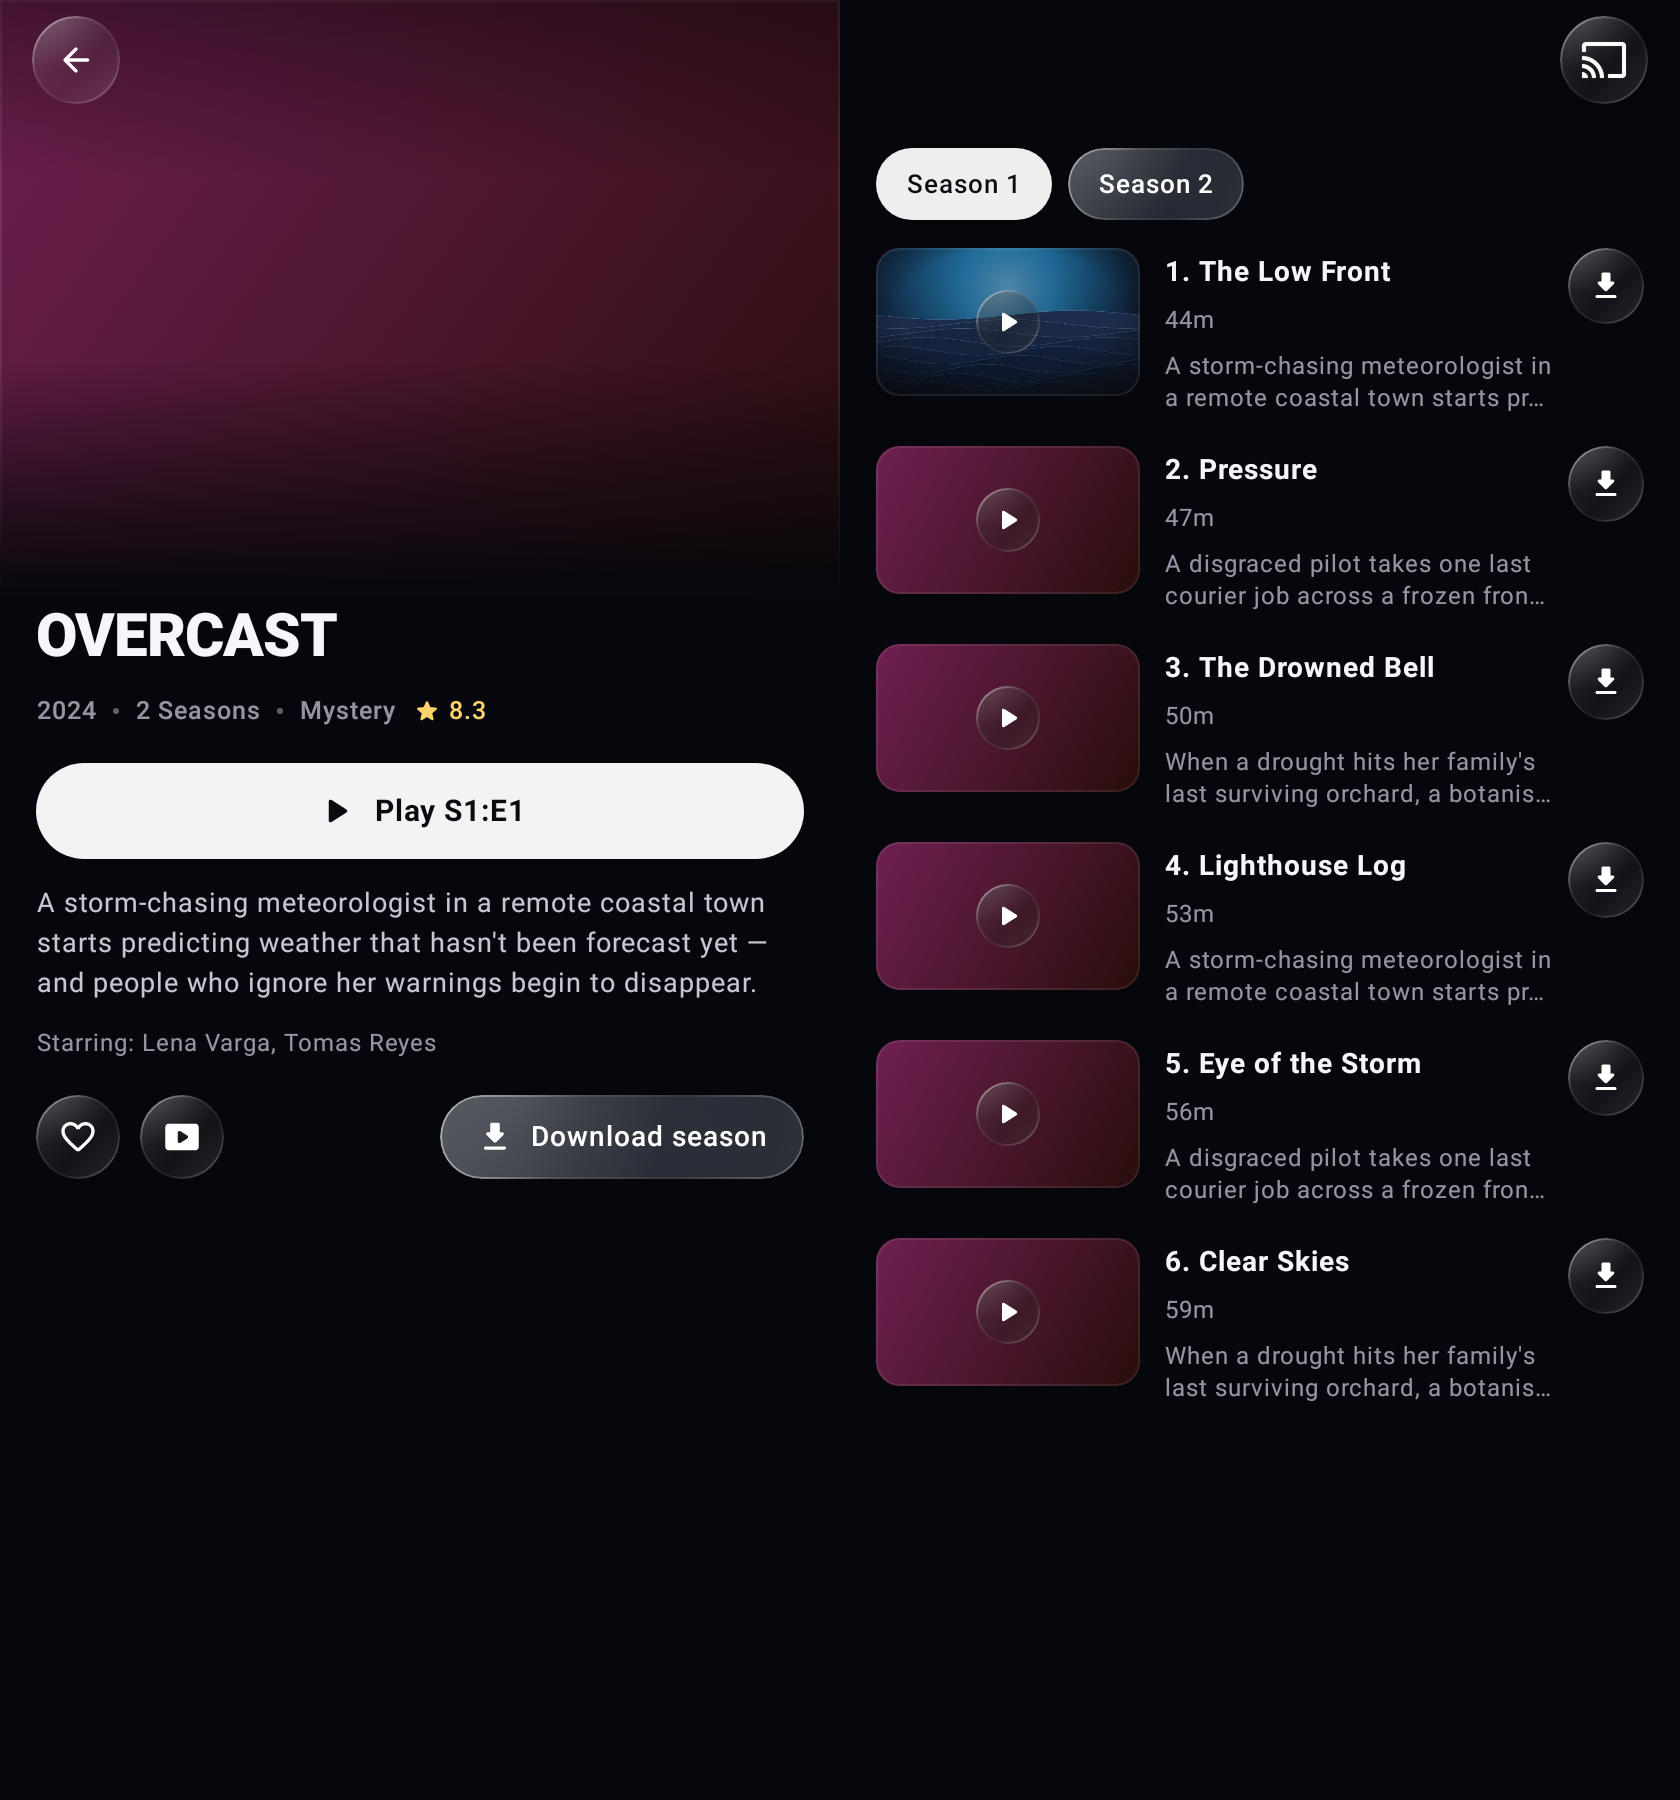 OVERCAST
2024 • 2 Seasons • Mystery ★ 8.3
Play S1:E1
A storm-chasing meteorologist in a remote coastal town
starts predicting weather that hasn't been forecast yet —
and people who ignore her warnings begin to disappear.
Starring: Lena Varga, Tomas Reyes
Download season
Season 1
Season 2
1. The Low Front
44m
A storm-chasing meteorologist in
a remote coastal town starts pr…
2. Pressure
47m
A disgraced pilot takes one last
courier job across a frozen fron…
3. The Drowned Bell
50m
When a drought hits her family's
last surviving orchard, a botanis…
4. Lighthouse Log
53m
A storm-chasing meteorologist in
a remote coastal town starts pr…
5. Eye of the Storm
56m
A disgraced pilot takes one last
courier job across a frozen fron…
6. Clear Skies
59m
When a drought hits her family's
last surviving orchard, a botanis…